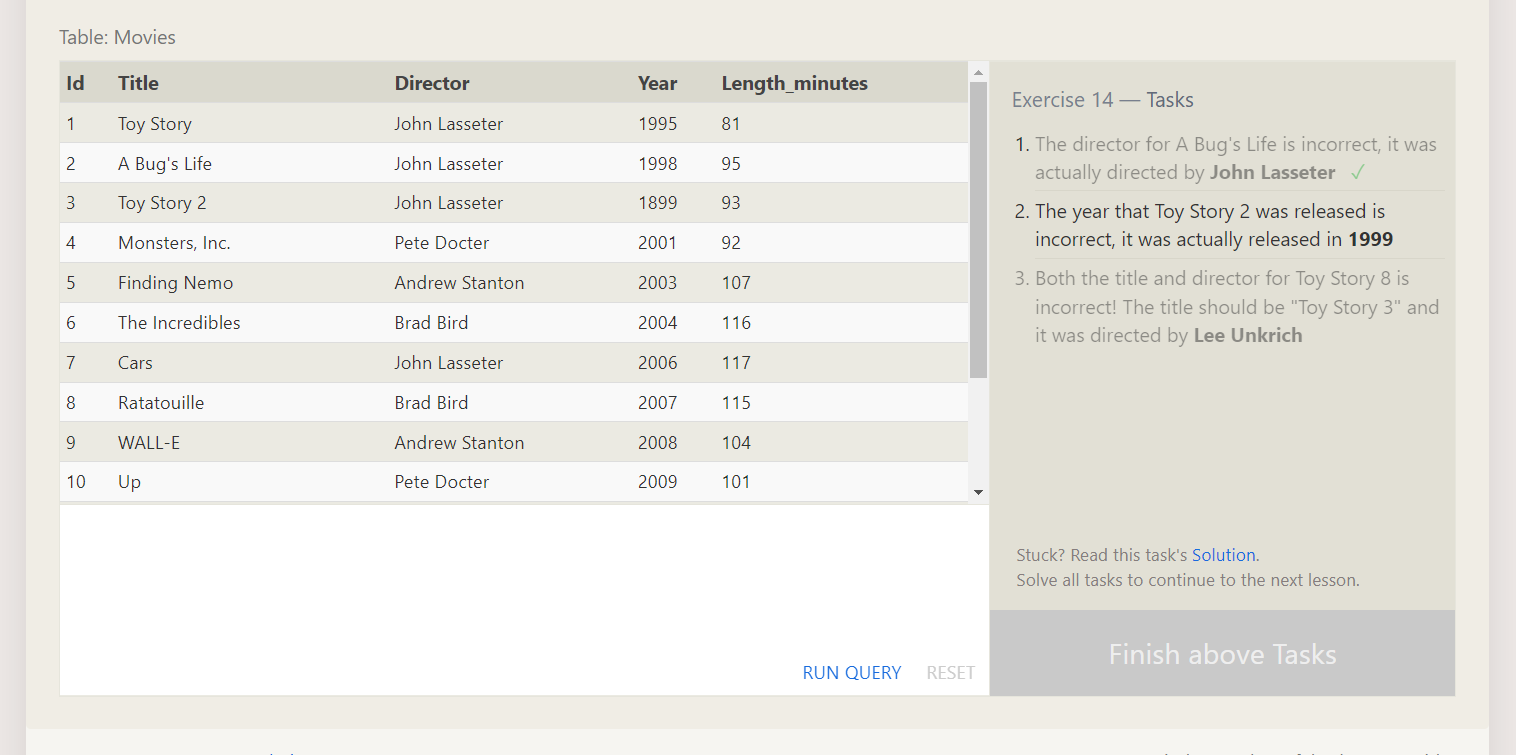 Table: Movies
Id Title Director Year Length_minutes
1 Toy Story John Lasseter 1995 81
2 A Bug's Life John Lasseter 1998 95
3 Toy Story 2 John Lasseter 1899 93
4 Monsters, Inc. Pete Docter 2001 92
5 Finding Nemo Andrew Stanton 2003 107
6 The Incredibles Brad Bird 2004 116
7 Cars John Lasseter 2006 117
8 Ratatouille Brad Bird 2007 115
9 WALL-E Andrew Stanton 2008 104
10 Up Pete Docter 2009 101
RUN QUERY RESET
Exercise 14 — Tasks
1. The director for A Bug's Life is incorrect, it was
actually directed by John Lasseter ✓
2. The year that Toy Story 2 was released is
incorrect, it was actually released in 1999
3. Both the title and director for Toy Story 8 is
incorrect! The title should be "Toy Story 3" and
it was directed by Lee Unkrich
Stuck? Read this task's Solution.
Solve all tasks to continue to the next lesson.
Finish above Tasks